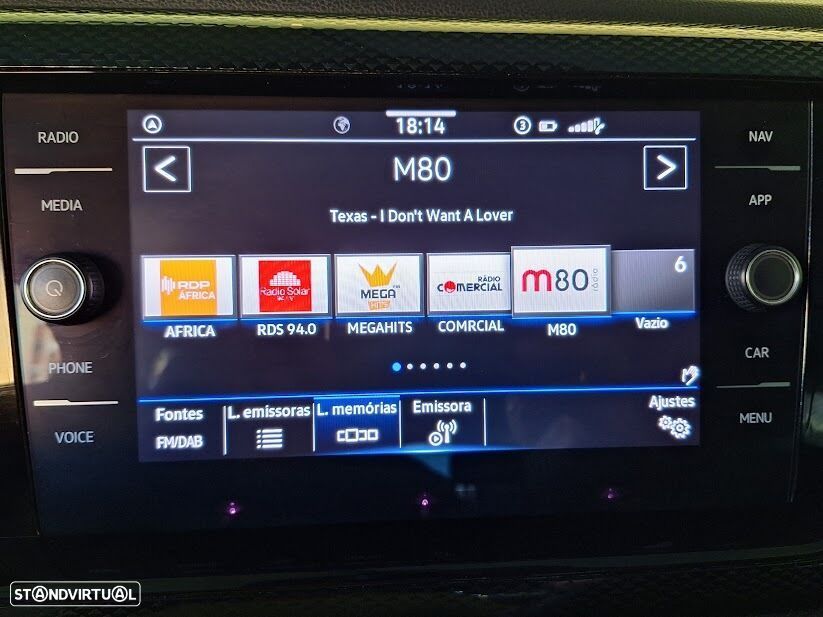 RADIO
MEDIA
PHONE
VOICE
18:14
3
M80
Texas - I Don't Want A Lover
RDP ÁFRICA
Radio Solar
MEGA HITS
RÁDIO COMERCIAL
m80 rádio
6
AFRICA
RDS 94.0
MEGAHITS
COMRCIAL
M80
Vazio
Fontes
FM/DAB
L. emissoras
L. memórias
Emissora
Ajustes
NAV
APP
CAR
MENU
STANDVIRTUAL